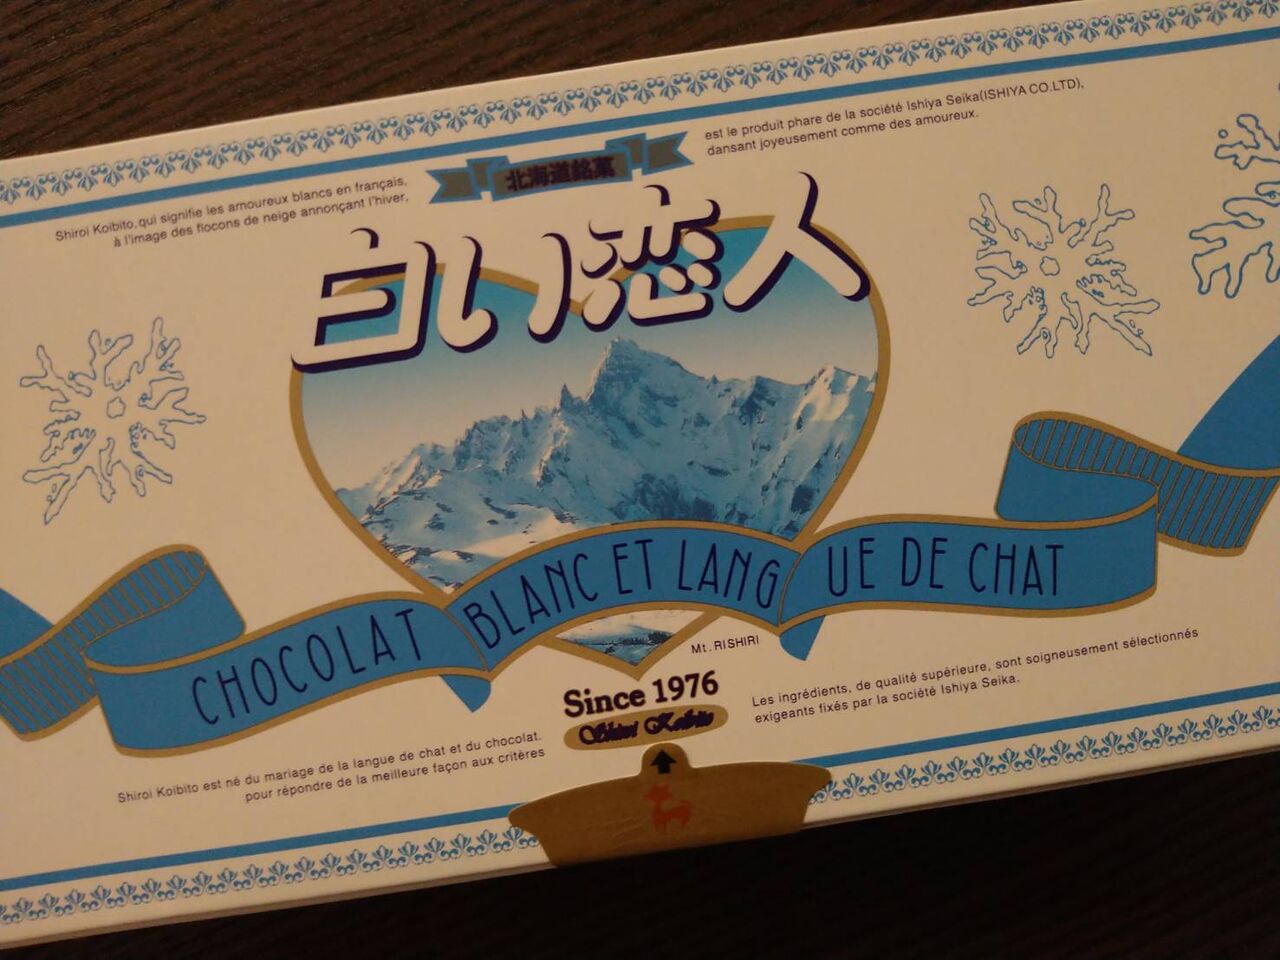 Shiroi Koibito, qui signifie les amoureux blancs en français,
est le produit phare de la société Ishiya Seika(ISHIYA CO.LTD),
à l'image des flocons de neige annonçant l'hiver,
dansant joyeusement comme des amoureux.
北海道銘菓
白い恋人
CHOCOLAT BLANC ET LANGUE DE CHAT
Mt. RISHIRI
Since 1976
Shiroi Koibito
Shiroi Koibito est né du mariage de la langue de chat et du chocolat.
Les ingrédients, de qualité supérieure, sont soigneusement sélectionnés
pour répondre de la meilleure façon aux critères
exigeants fixés par la société Ishiya Seika.